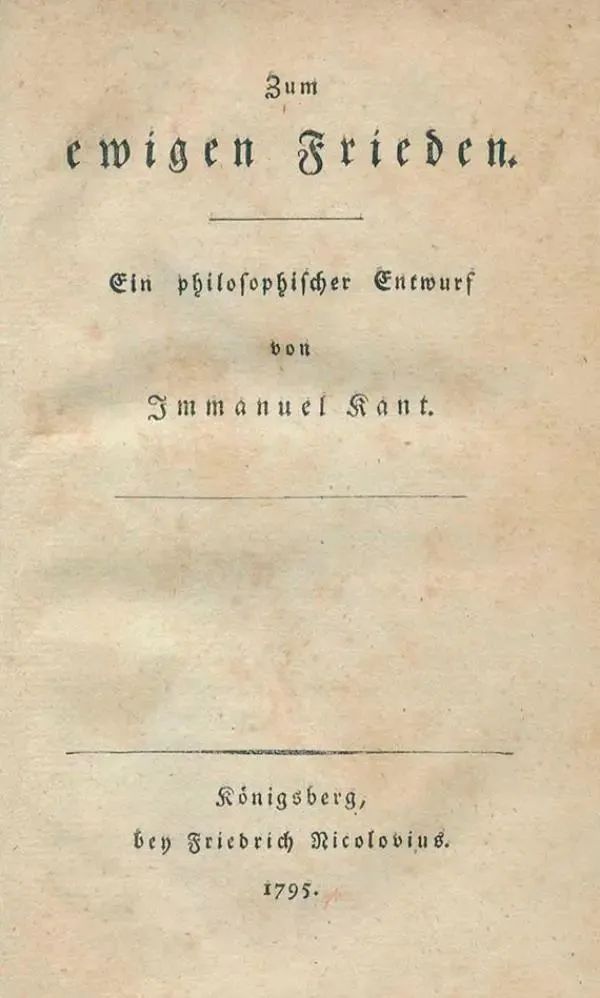 Zum
ewigen Frieden.
Ein philosophischer Entwurf
von
Immanuel Kant.
Königsberg,
bey Friedrich Nicolovius.
1795.